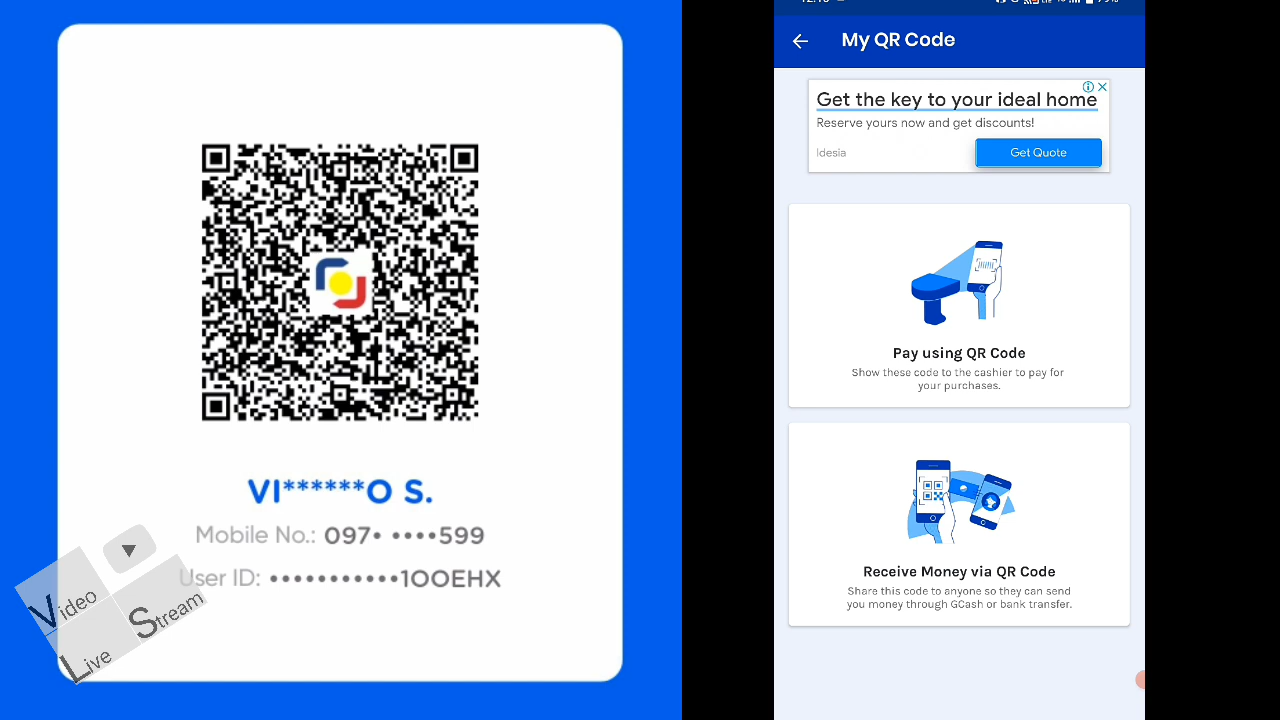 VI******O S.
Mobile No.: 097• ••••599
User ID: •••••••••••1OOEHX
Video
Live
Stream
My QR Code
Get the key to your ideal home
Reserve yours now and get discounts!
Idesia
Get Quote
Pay using QR Code
Show these code to the cashier to pay for
your purchases.
Receive Money via QR Code
Share this code to anyone so they can send
you money through GCash or bank transfer.